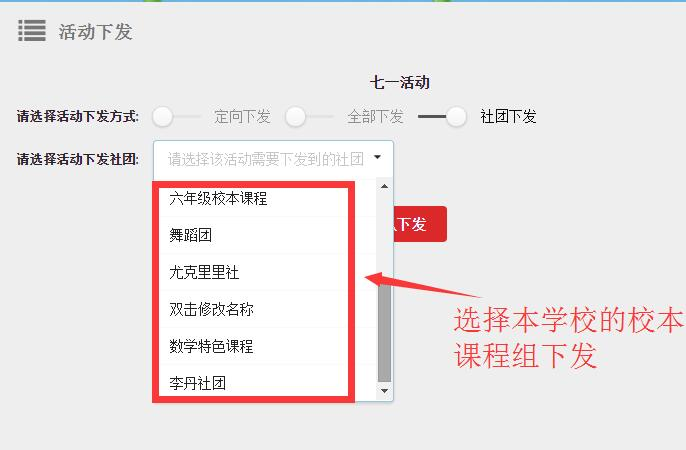 活动下发
七一活动
请选择活动下发方式: 定向下发 全部下发 社团下发
请选择活动下发社团: 请选择该活动需要下发到的社团
六年级校本课程
舞蹈团
下发
尤克里里社
双击修改名称
数学特色课程
李丹社团
选择本学校的校本
课程组下发